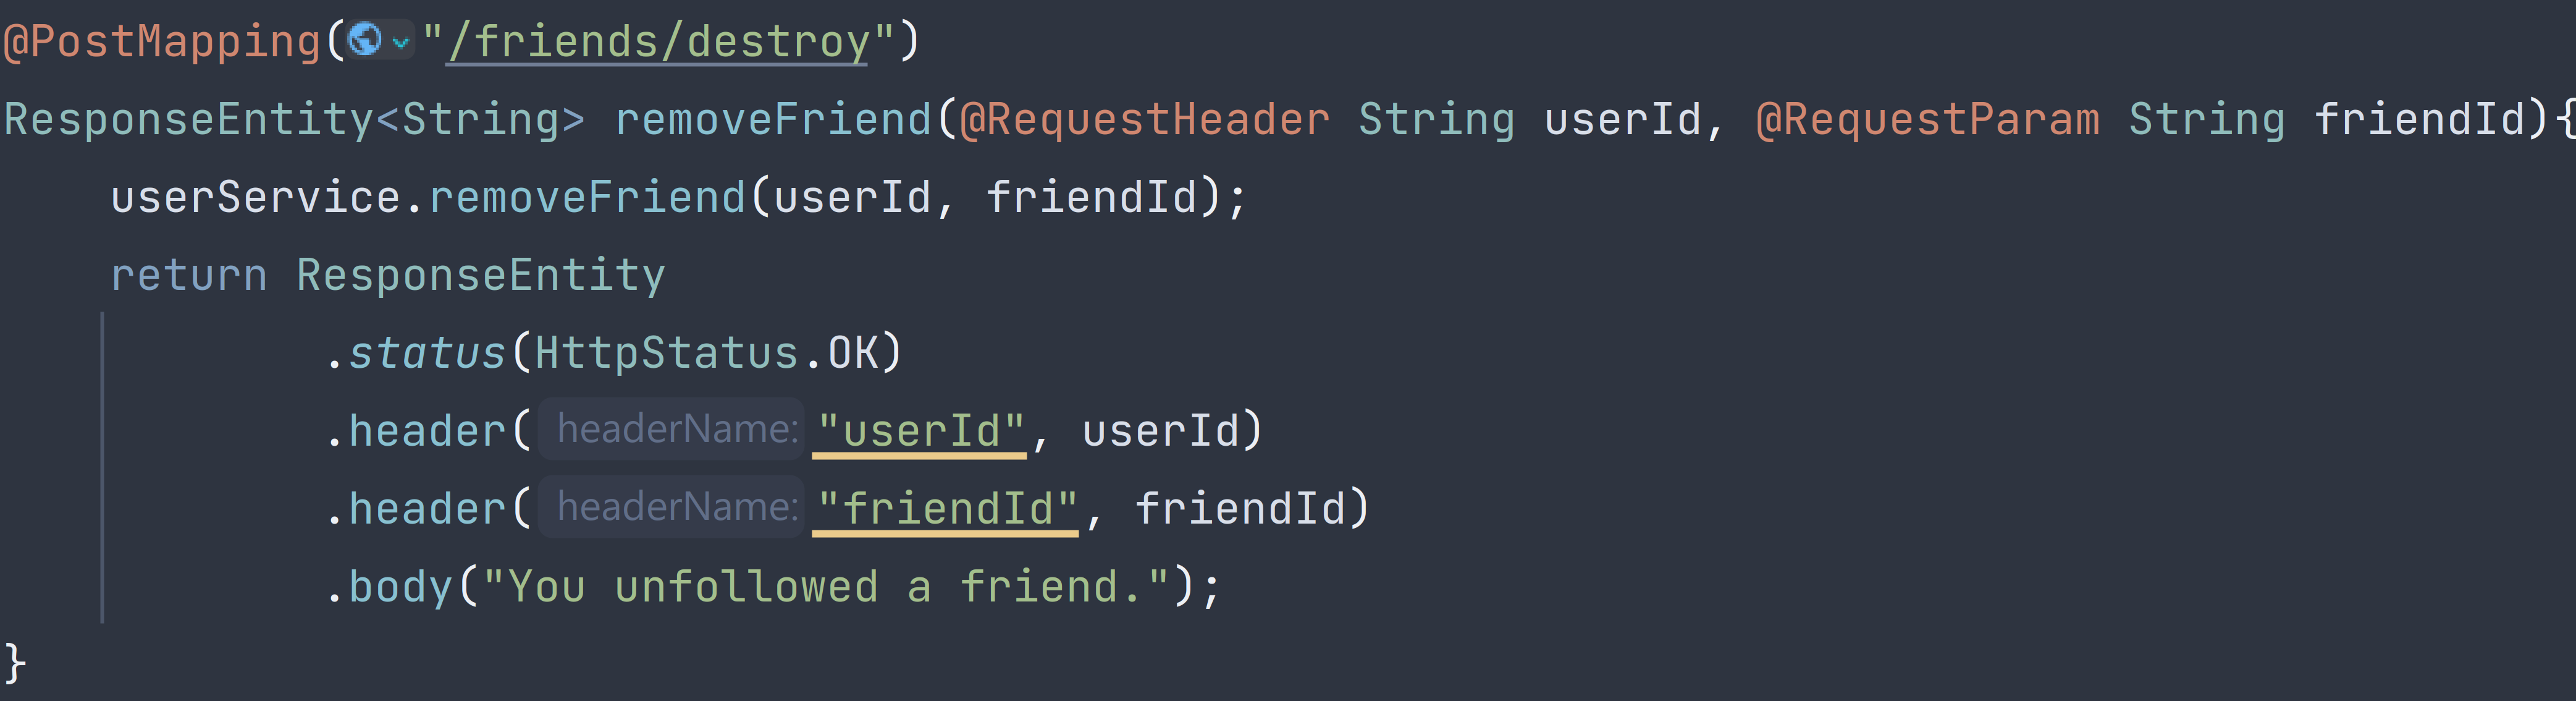 @PostMapping("/friends/destroy")
ResponseEntity<String> removeFriend(@RequestHeader String userId, @RequestParam String friendId){
    userService.removeFriend(userId, friendId);
    return ResponseEntity
            .status(HttpStatus.OK)
            .header( headerName: "userId", userId)
            .header( headerName: "friendId", friendId)
            .body("You unfollowed a friend.");
}